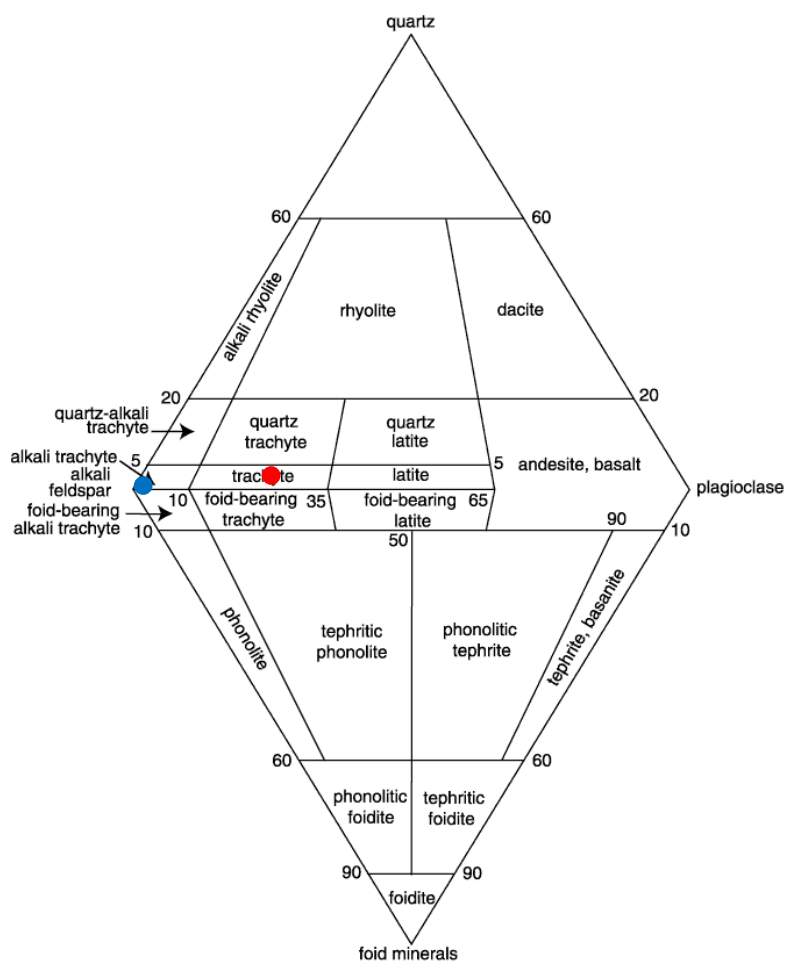 quartz
60
60
alkali rhyolite
rhyolite
dacite
20
20
quartz-alkali
trachyte
quartz
trachyte
quartz
latite
5
5
alkali trachyte
trachyte
latite
andesite, basalt
alkali
feldspar
plagioclase
10
foid-bearing
trachyte
35
foid-bearing
latite
65
foid-bearing
alkali trachyte
10
50
90
10
phonolite
tephritic
phonolite
phonolitic
tephrite
tephrite, basanite
60
60
phonolitic
foidite
tephritic
foidite
90
90
foidite
foid minerals